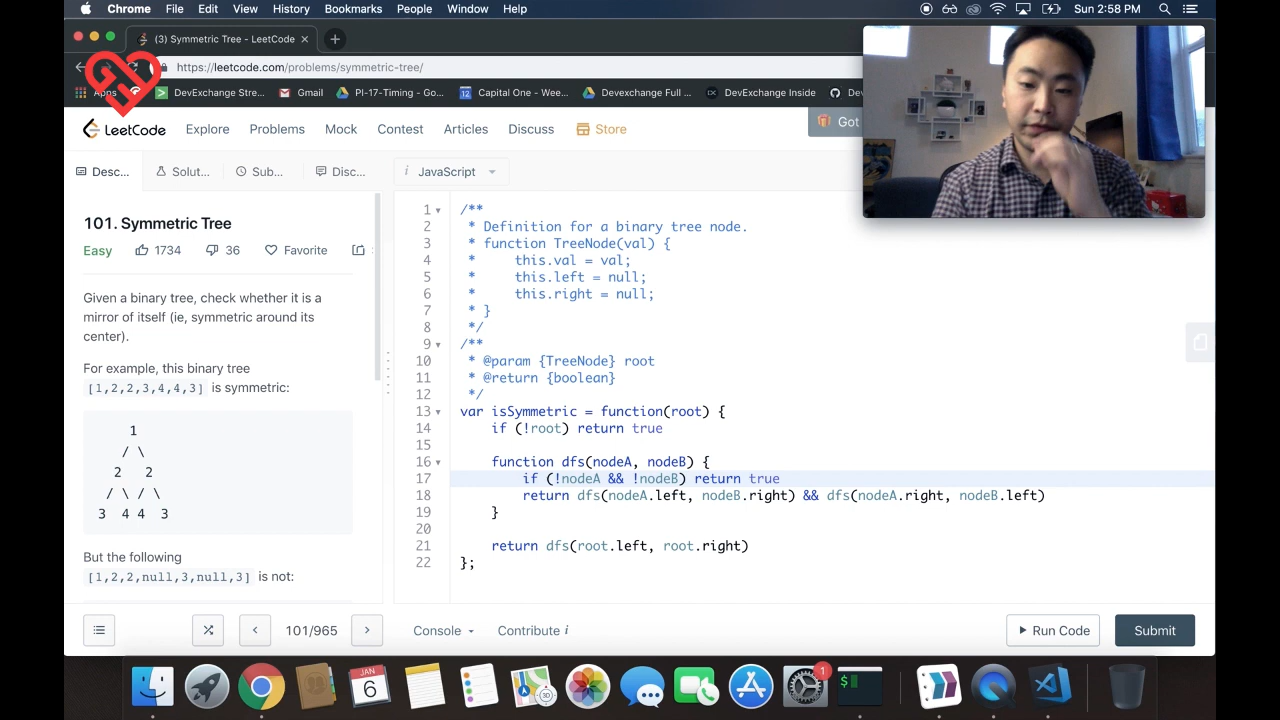 Chrome File Edit View History Bookmarks People Window Help Sun 2:58 PM
(3) Symmetric Tree - LeetCode
https://leetcode.com/problems/symmetric-tree/
Apps DevExchange Stre... Gmail PI-17-Timing - Go... Capital One - Wee... Devexchange Full ... DevExchange Inside Dev
LeetCode Explore Problems Mock Contest Articles Discuss Store Got
Desc... Solut... Sub... Disc... i JavaScript
101. Symmetric Tree
Easy 1734 36 Favorite
Given a binary tree, check whether it is a
mirror of itself (ie, symmetric around its
center).
For example, this binary tree
[1,2,2,3,4,4,3] is symmetric:
1
/ \
2 2
/ \ / \
3 4 4 3
But the following
[1,2,2,null,3,null,3] is not:
1 /**
2 * Definition for a binary tree node.
3 * function TreeNode(val) {
4 * this.val = val;
5 * this.left = null;
6 * this.right = null;
7 * }
8 */
9 /**
10 * @param {TreeNode} root
11 * @return {boolean}
12 */
13 var isSymmetric = function(root) {
14 if (!root) return true
15
16 function dfs(nodeA, nodeB) {
17 if (!nodeA && !nodeB) return true
18 return dfs(nodeA.left, nodeB.right) && dfs(nodeA.right, nodeB.left)
19 }
20
21 return dfs(root.left, root.right)
22 };
101/965 Console Contribute i Run Code Submit
JAN
6
12
30
1
$